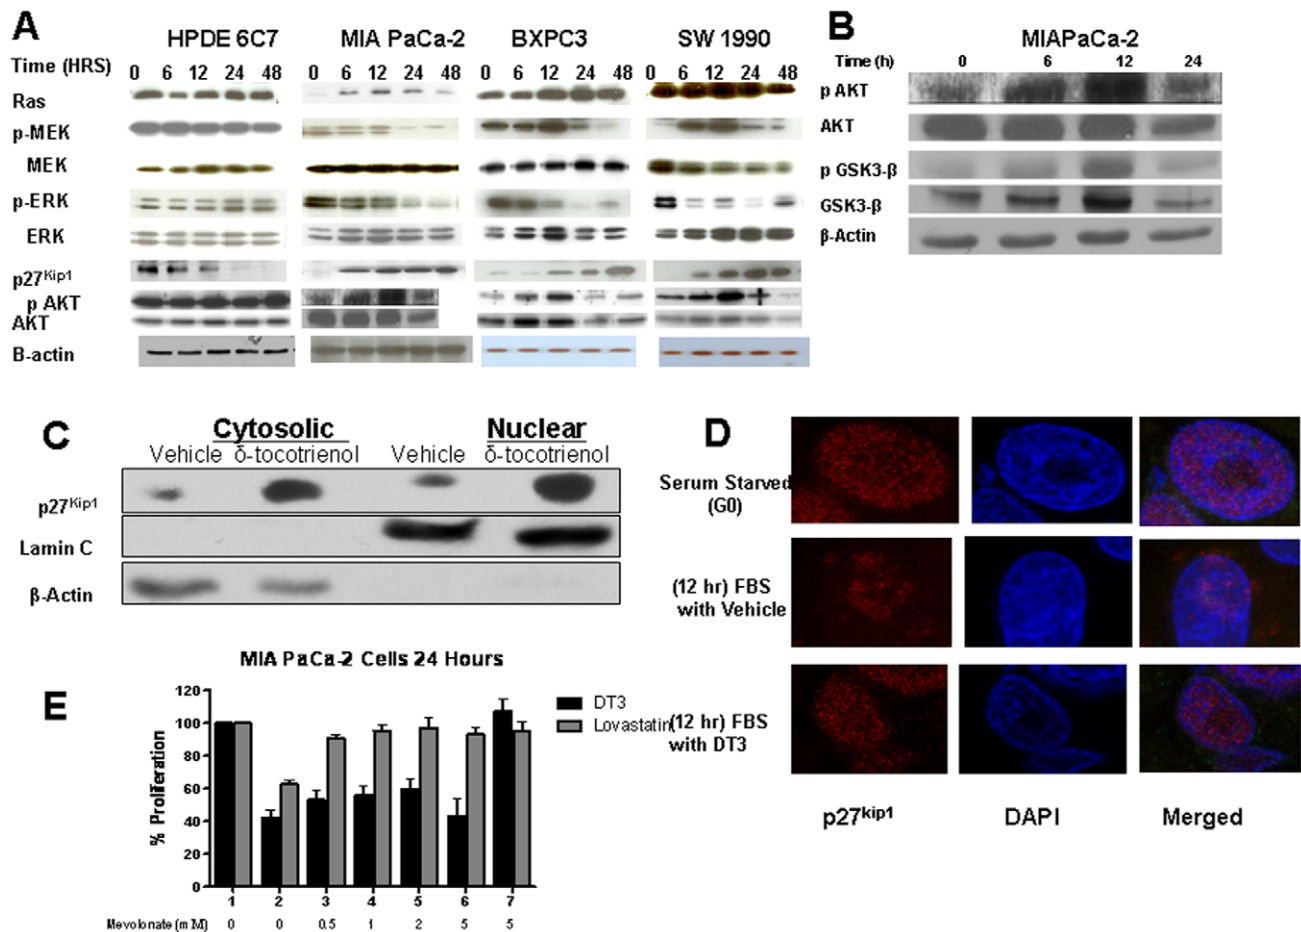 A
HPDE 6C7 MIA PaCa-2 BXPC3 SW 1990
Time (HRS) 0 6 12 24 48 0 6 12 24 48 0 6 12 24 48 0 6 12 24 48
Ras
p-MEK
MEK
p-ERK
ERK
p27Kip1
p AKT
AKT
B-actin
B
MIAPaCa-2
Time (h) 0 6 12 24
p AKT
AKT
p GSK3-β
GSK3-β
β-Actin
C
Cytosolic Nuclear
Vehicle δ-tocotrienol Vehicle δ-tocotrienol
p27Kip1
Lamin C
β-Actin
D
Serum Starved
(G0)
(12 hr) FBS
with Vehicle
(12 hr) FBS
with DT3
p27kip1 DAPI Merged
E
MIA PaCa-2 Cells 24 Hours
% Proliferation
120
100
80
60
40
20
0
DT3
Lovastatin
1 2 3 4 5 6 7
Mevolonate (mM) 0 0 0.5 1 2 5 5